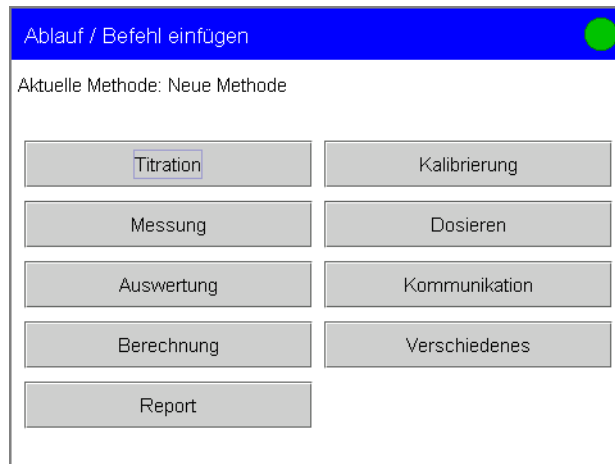 Ablauf / Befehl einfügen
Aktuelle Methode: Neue Methode
Titration
Kalibrierung
Messung
Dosieren
Auswertung
Kommunikation
Berechnung
Verschiedenes
Report